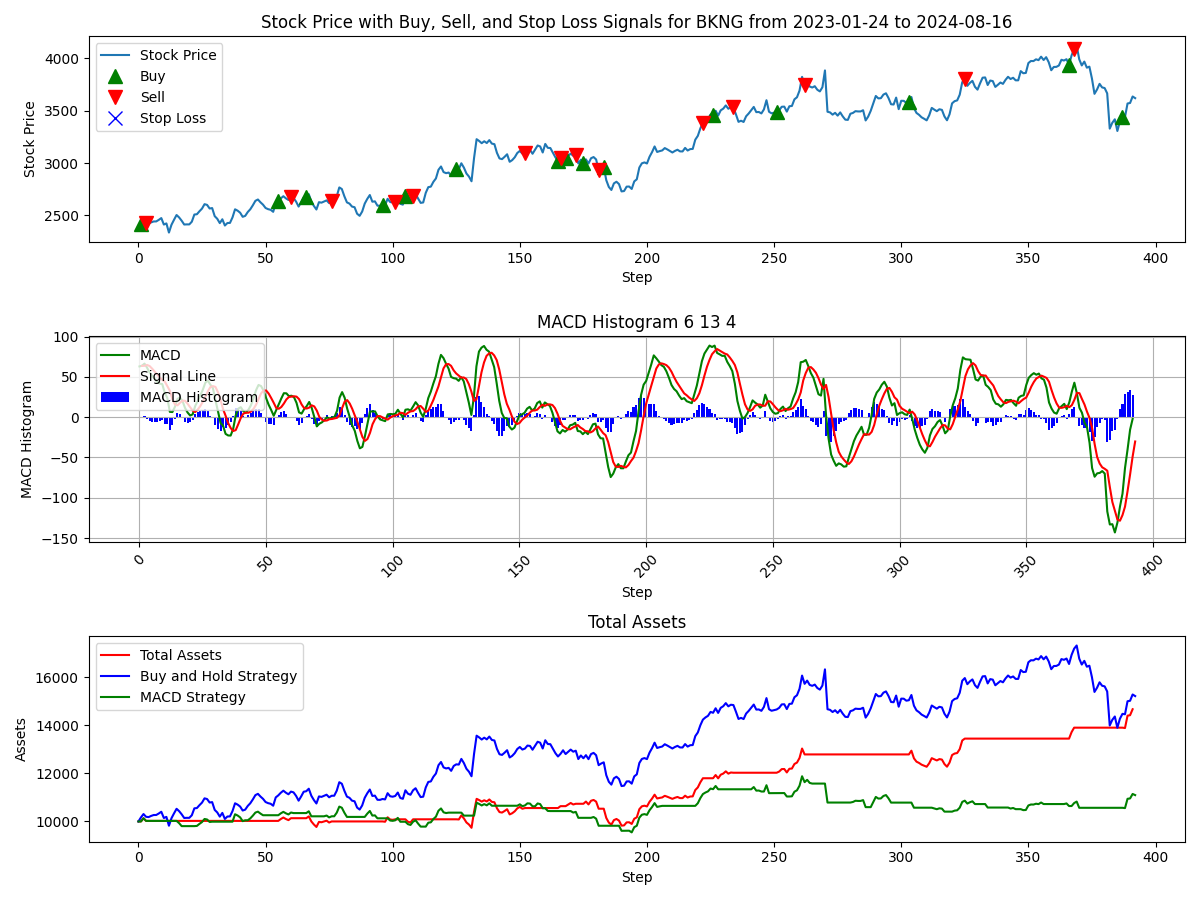 Stock Price with Buy, Sell, and Stop Loss Signals for BKNG from 2023-01-24 to 2024-08-16
Stock Price
4000
3500
3000
2500
Stock Price
Buy
Sell
Stop Loss
0 50 100 150 200 250 300 350 400
Step
MACD Histogram 6 13 4
MACD Histogram
100
50
0
−50
−100
−150
MACD
Signal Line
MACD Histogram
0 50 100 150 200 250 300 350 400
Step
Total Assets
Assets
16000
14000
12000
10000
Total Assets
Buy and Hold Strategy
MACD Strategy
0 50 100 150 200 250 300 350 400
Step